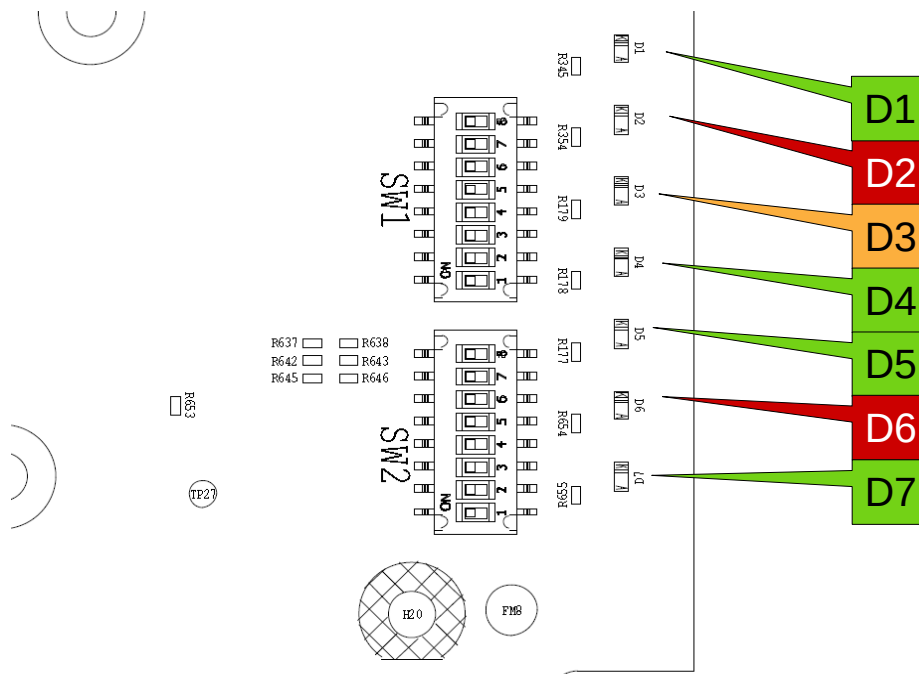 D1
R345
D1
D2
8
R354
7
D2
6
D3
SW1
5
R179
4
D3
3
D4
2
ON
R178
1
D4
D5
R637
R638
8
R177
D5
R642
R643
7
R645
R646
6
D6
R653
5
R654
D6
SW2
4
3
D7
D7
2
TP27
ON
R655
1
H20
FM8